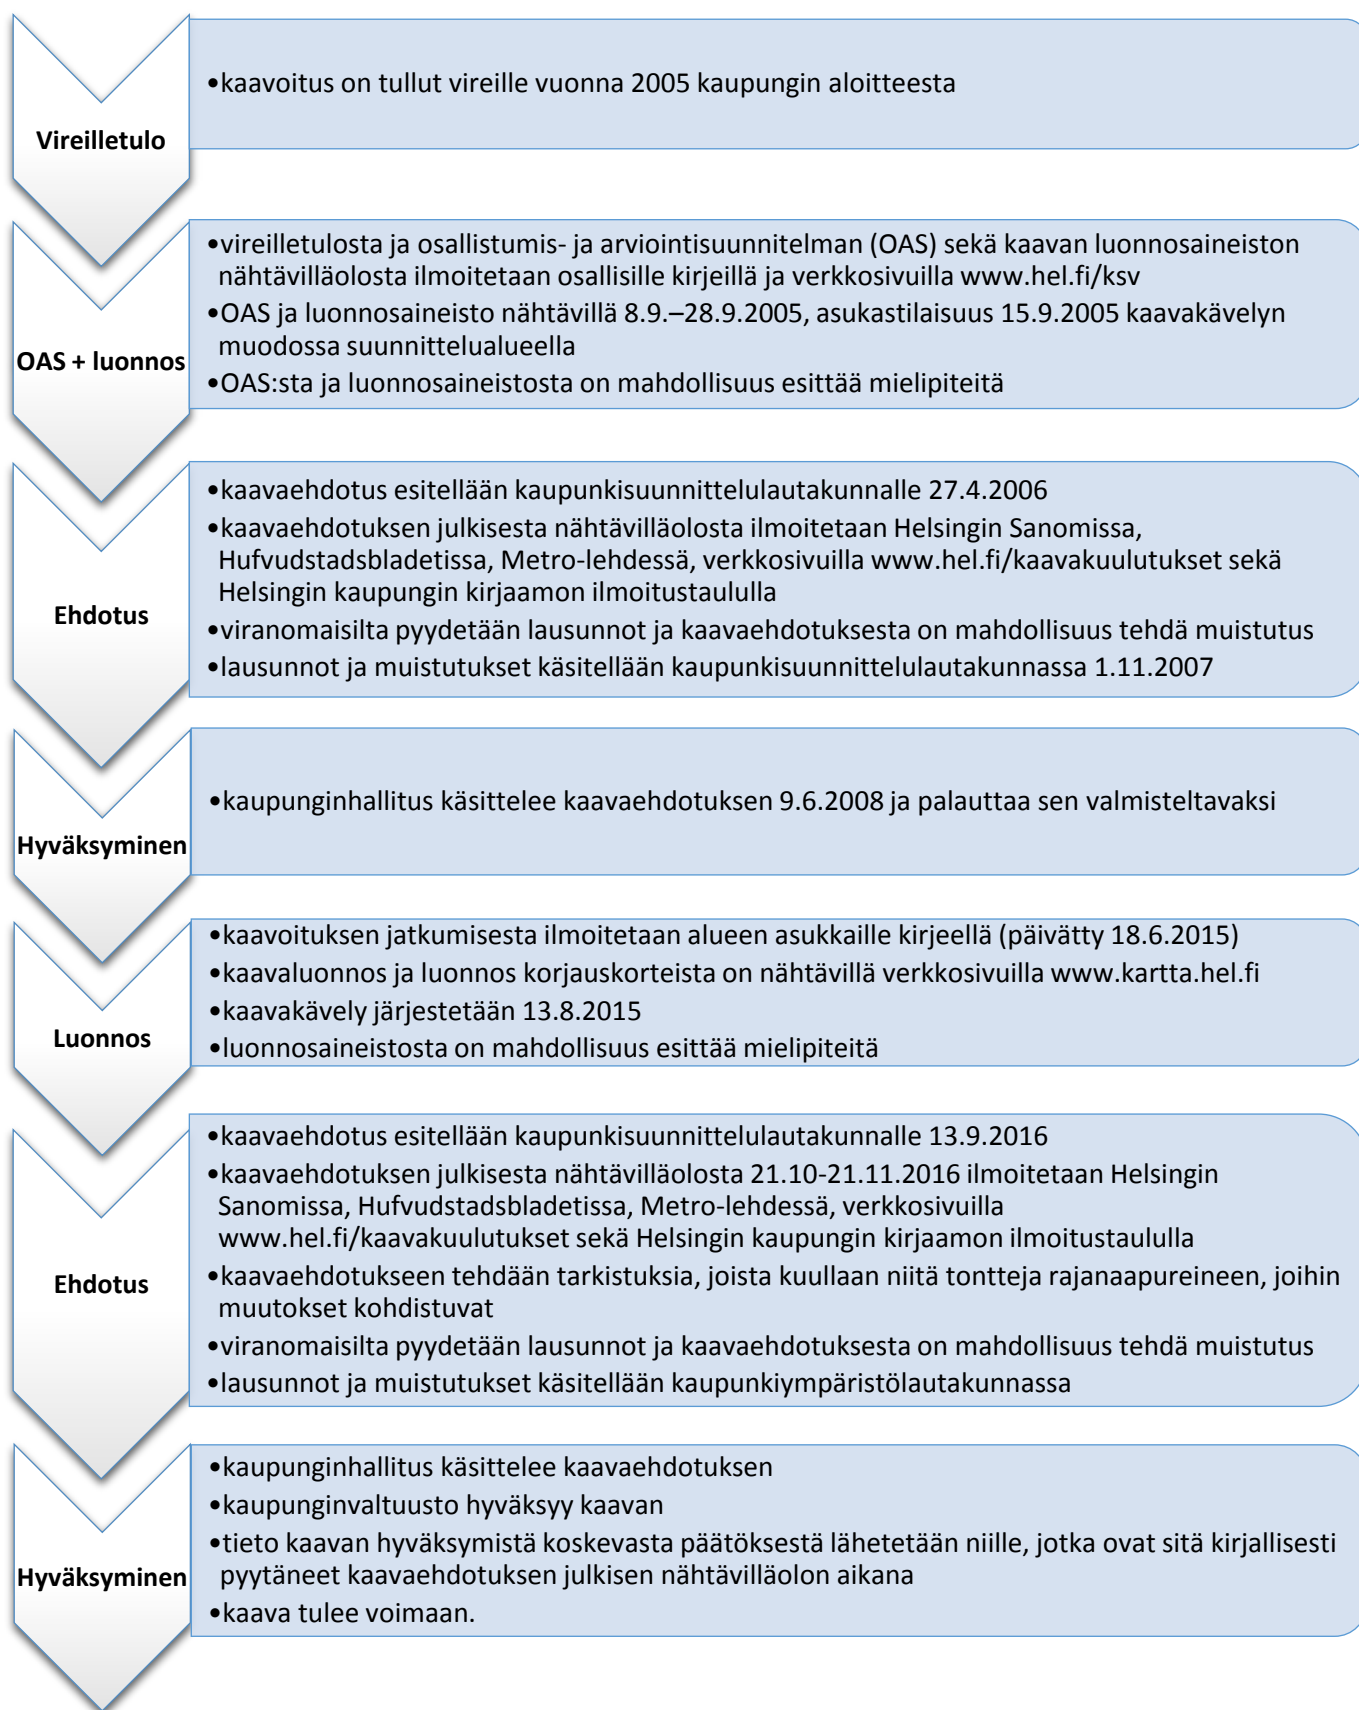 Vireilletulo
•kaavoitus on tullut vireille vuonna 2005 kaupungin aloitteesta
OAS + luonnos
•vireilletulosta ja osallistumis- ja arviointisuunnitelman (OAS) sekä kaavan luonnosaineiston
nähtävilläolosta ilmoitetaan osallisille kirjeillä ja verkkosivuilla www.hel.fi/ksv
•OAS ja luonnosaineisto nähtävillä 8.9.–28.9.2005, asukastilaisuus 15.9.2005 kaavakävelyn
muodossa suunnittelualueella
•OAS:sta ja luonnosaineistosta on mahdollisuus esittää mielipiteitä
Ehdotus
•kaavaehdotus esitellään kaupunkisuunnittelulautakunnalle 27.4.2006
•kaavaehdotuksen julkisesta nähtävilläolosta ilmoitetaan Helsingin Sanomissa,
Hufvudstadsbladetissa, Metro-lehdessä, verkkosivuilla www.hel.fi/kaavakuulutukset sekä
Helsingin kaupungin kirjaamon ilmoitustaululla
•viranomaisilta pyydetään lausunnot ja kaavaehdotuksesta on mahdollisuus tehdä muistutus
•lausunnot ja muistutukset käsitellään kaupunkisuunnittelulautakunnassa 1.11.2007
Hyväksyminen
•kaupunginhallitus käsittelee kaavaehdotuksen 9.6.2008 ja palauttaa sen valmisteltavaksi
Luonnos
•kaavoituksen jatkumisesta ilmoitetaan alueen asukkaille kirjeellä (päivätty 18.6.2015)
•kaavaluonnos ja luonnos korjauskorteista on nähtävillä verkkosivuilla www.kartta.hel.fi
•kaavakävely järjestetään 13.8.2015
•luonnosaineistosta on mahdollisuus esittää mielipiteitä
Ehdotus
•kaavaehdotus esitellään kaupunkisuunnittelulautakunnalle 13.9.2016
•kaavaehdotuksen julkisesta nähtävilläolosta 21.10-21.11.2016 ilmoitetaan Helsingin
Sanomissa, Hufvudstadsbladetissa, Metro-lehdessä, verkkosivuilla
www.hel.fi/kaavakuulutukset sekä Helsingin kaupungin kirjaamon ilmoitustaululla
•kaavaehdotukseen tehdään tarkistuksia, joista kuullaan niitä tontteja rajanaapureineen, joihin
muutokset kohdistuvat
•viranomaisilta pyydetään lausunnot ja kaavaehdotuksesta on mahdollisuus tehdä muistutus
•lausunnot ja muistutukset käsitellään kaupunkiympäristölautakunnassa
Hyväksyminen
•kaupunginhallitus käsittelee kaavaehdotuksen
•kaupunginvaltuusto hyväksyy kaavan
•tieto kaavan hyväksymistä koskevasta päätöksestä lähetetään niille, jotka ovat sitä kirjallisesti
pyytäneet kaavaehdotuksen julkisen nähtävilläolon aikana
•kaava tulee voimaan.